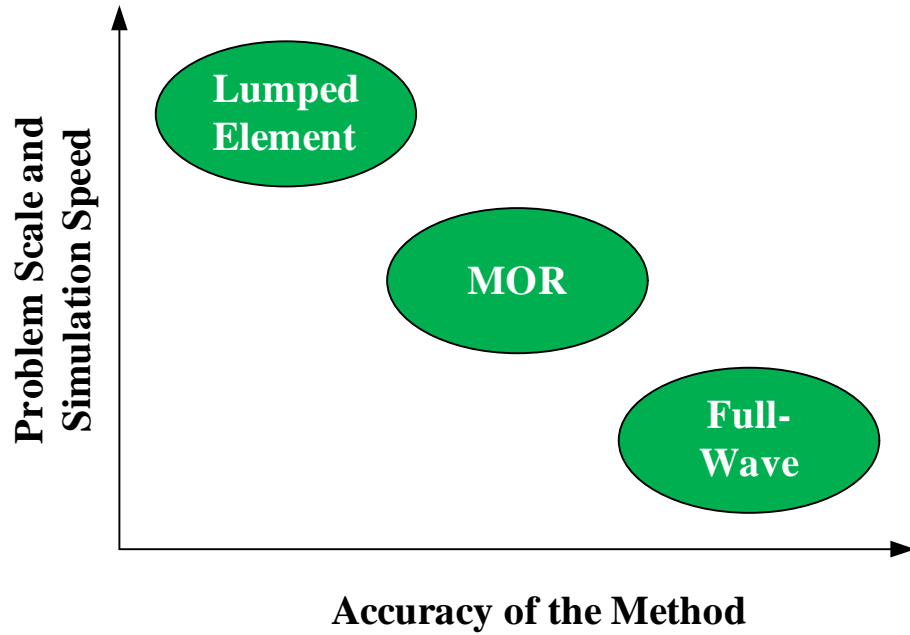 Problem Scale and
Simulation Speed
Lumped
Element
MOR
Full-
Wave
Accuracy of the Method